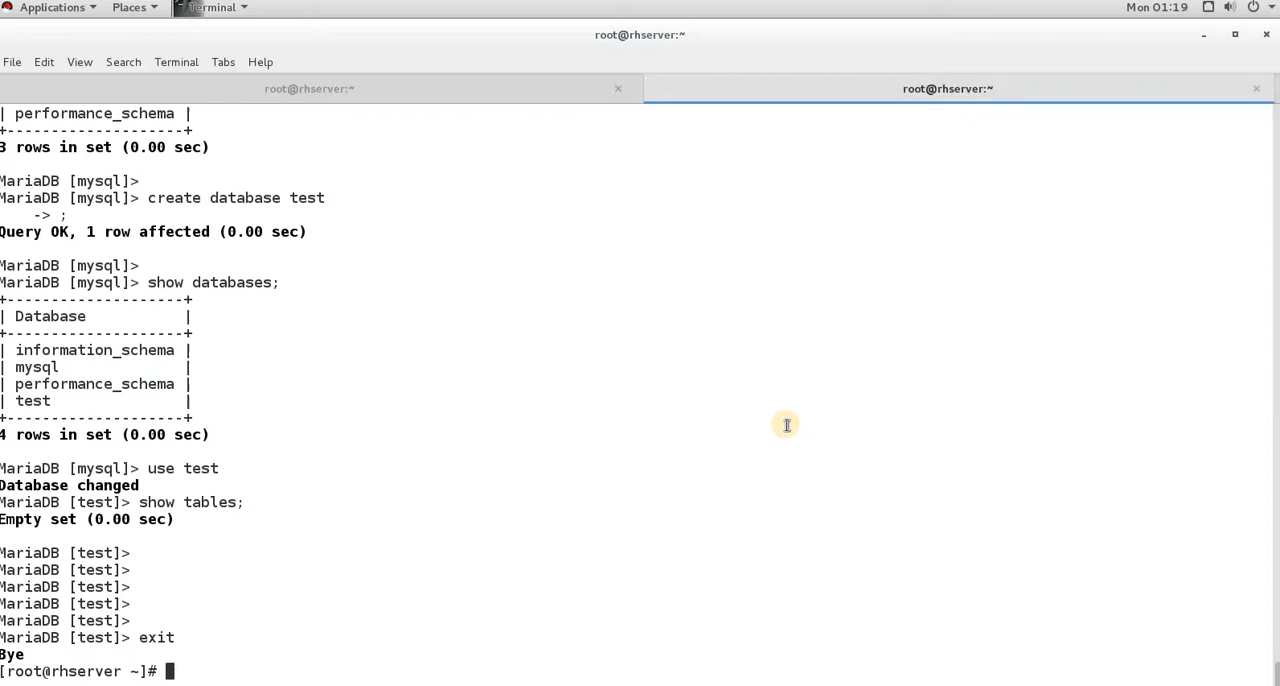 Applications Places Terminal Mon 01:19
root@rhserver:~
File Edit View Search Terminal Tabs Help
root@rhserver:~ × root@rhserver:~ ×
| performance_schema |
+--------------------+
3 rows in set (0.00 sec)
MariaDB [mysql]>
MariaDB [mysql]> create database test
    -> ;
Query OK, 1 row affected (0.00 sec)
MariaDB [mysql]>
MariaDB [mysql]> show databases;
+--------------------+
| Database           |
+--------------------+
| information_schema |
| mysql              |
| performance_schema |
| test               |
+--------------------+
4 rows in set (0.00 sec)
MariaDB [mysql]> use test
Database changed
MariaDB [test]> show tables;
Empty set (0.00 sec)
MariaDB [test]>
MariaDB [test]>
MariaDB [test]>
MariaDB [test]>
MariaDB [test]>
MariaDB [test]> exit
Bye
[root@rhserver ~]#